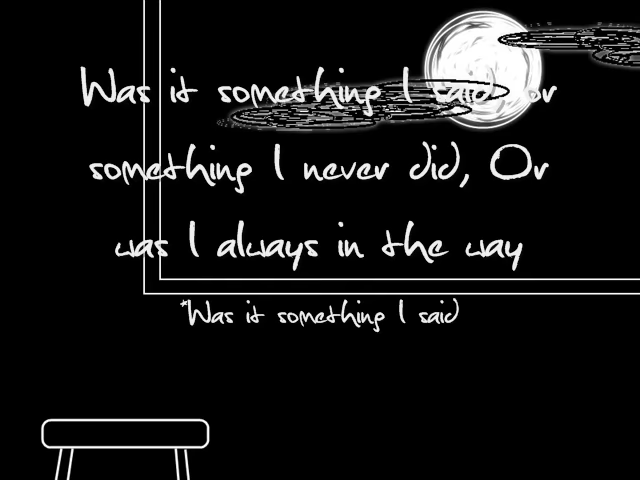 Was it something I said, or
something I never did, Or
was I always in the way
*Was it something I said